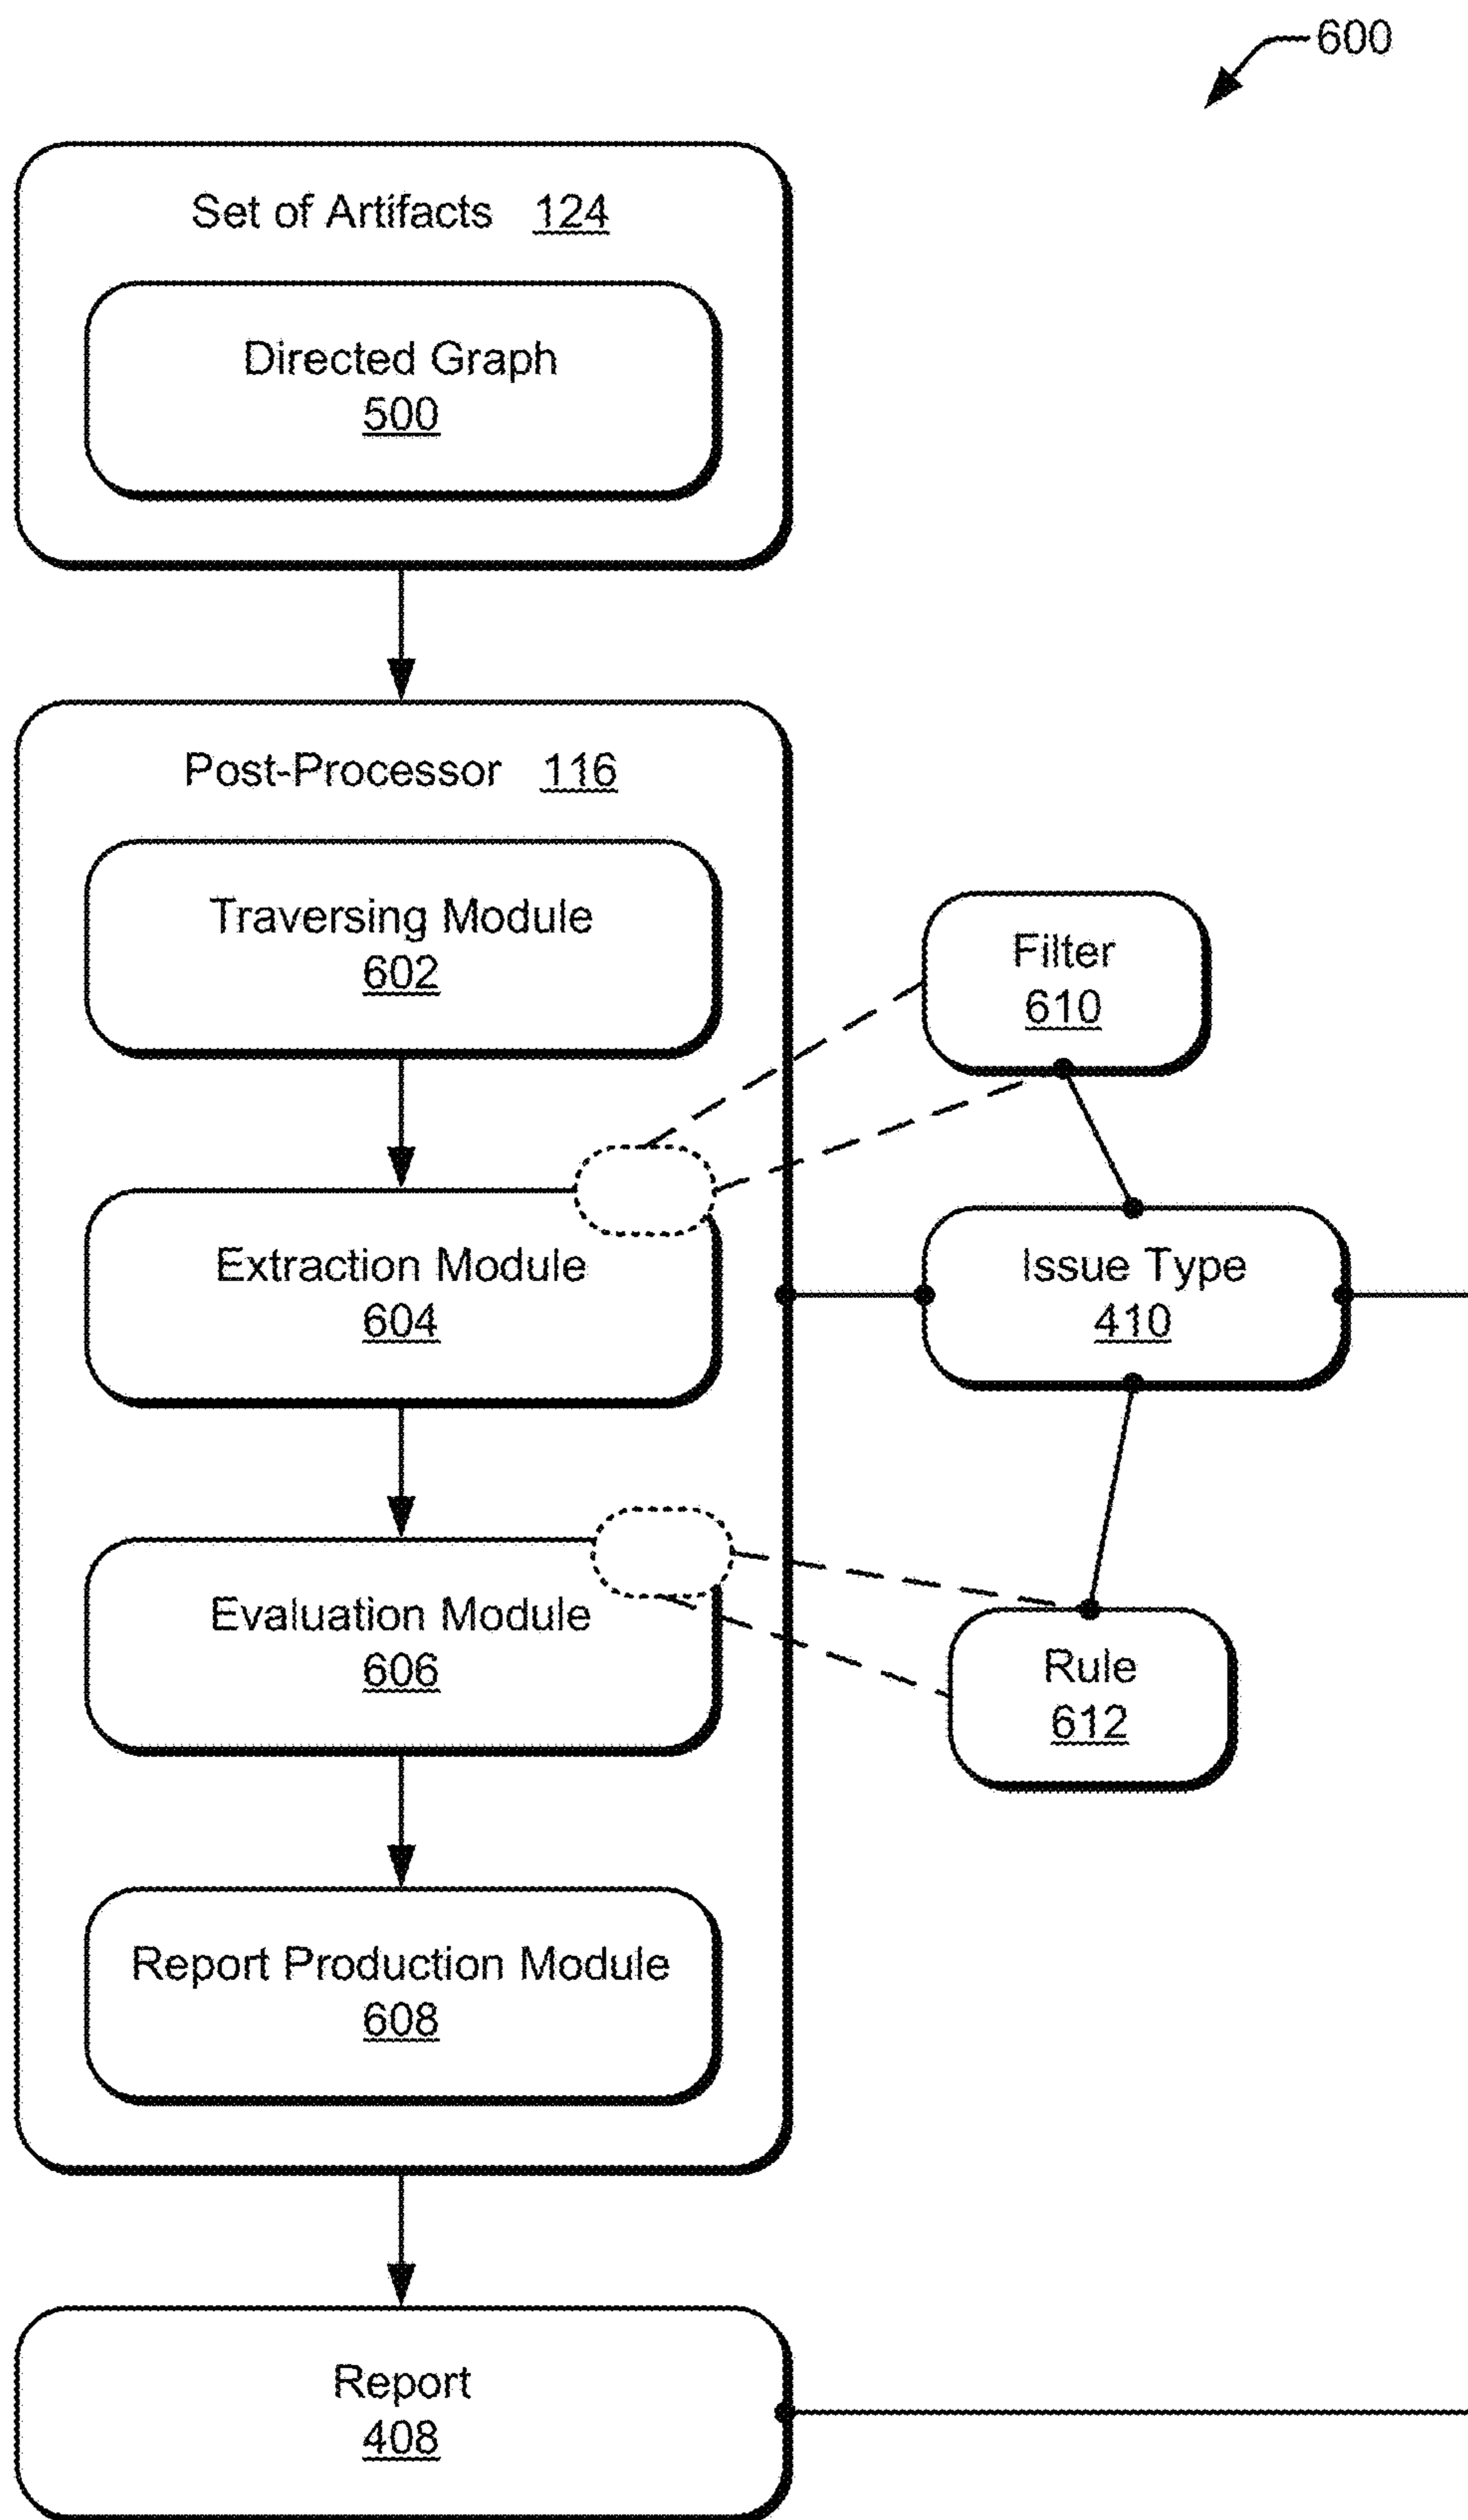 600
Set of Artifacts 124
Directed Graph
500
Post-Processor 116
Traversing Module
602
Filter
610
Extraction Module
604
Issue Type
410
Evaluation Module
606
Rule
612
Report Production Module
608
Report
408